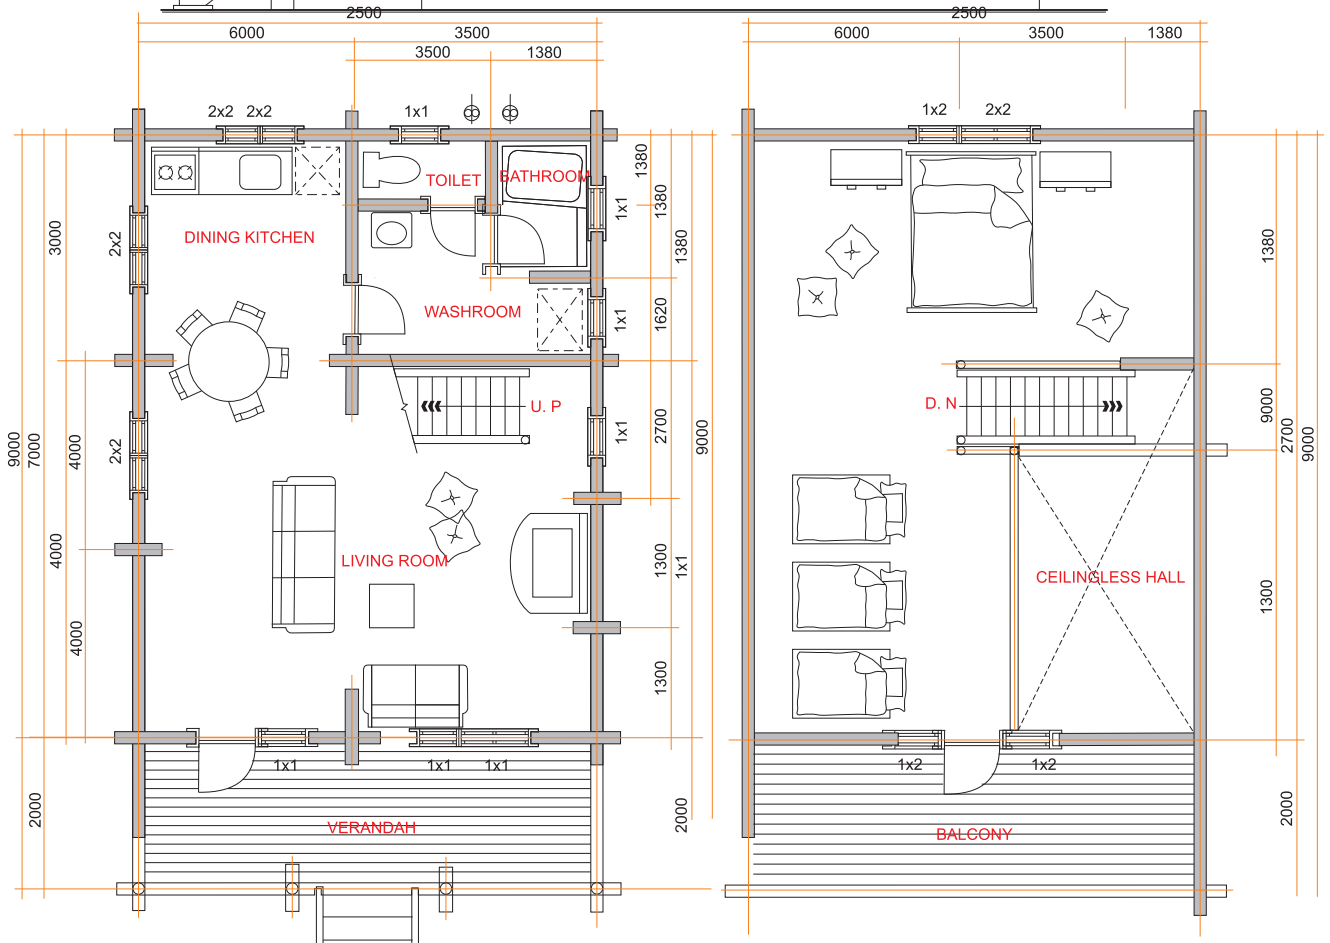 2500
6000
3500
3500
1380
2x2
2x2
1x1
TOILET
BATHROOM
DINING KITCHEN
WASHROOM
U. P
LIVING ROOM
VERANDAH
2x2
2x2
1x1
1x1
1x1
1x1
1x1
1x1
9000
7000
3000
4000
4000
4000
2000
1380
1380
1380
1620
2700
9000
1300
1x1
1300
2000
2500
6000
3500
1380
1x2
2x2
D. N
CEILINGLESS HALL
1x2
1x2
BALCONY
1380
9000
2700
9000
1300
2000